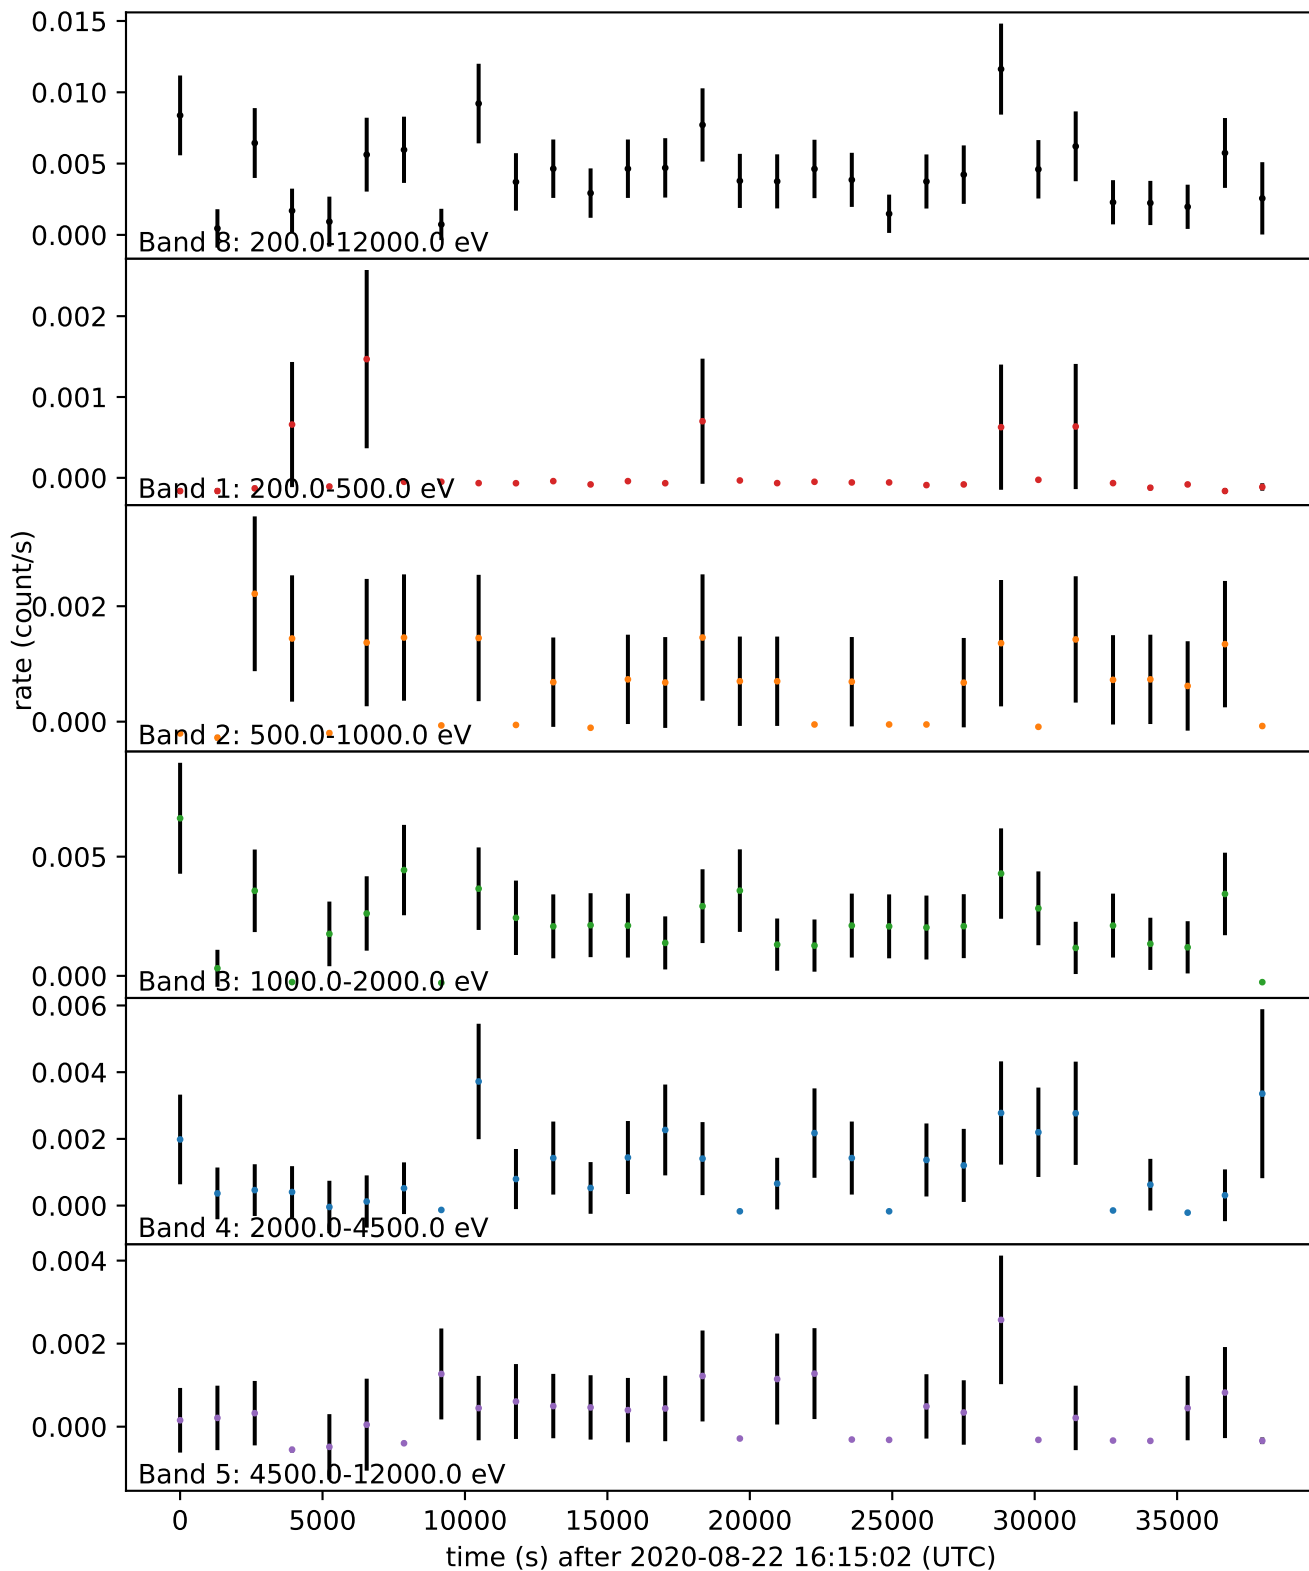 0.015
0.010
0.005
0.000
Band 8: 200.0-12000.0 eV
0.002
0.001
0.000
Band 1: 200.0-500.0 eV
rate (count/s)
0.002
0.000
Band 2: 500.0-1000.0 eV
0.005
0.000
Band 3: 1000.0-2000.0 eV
0.006
0.004
0.002
0.000
Band 4: 2000.0-4500.0 eV
0.004
0.002
0.000
Band 5: 4500.0-12000.0 eV
0 5000 10000 15000 20000 25000 30000 35000
time (s) after 2020-08-22 16:15:02 (UTC)